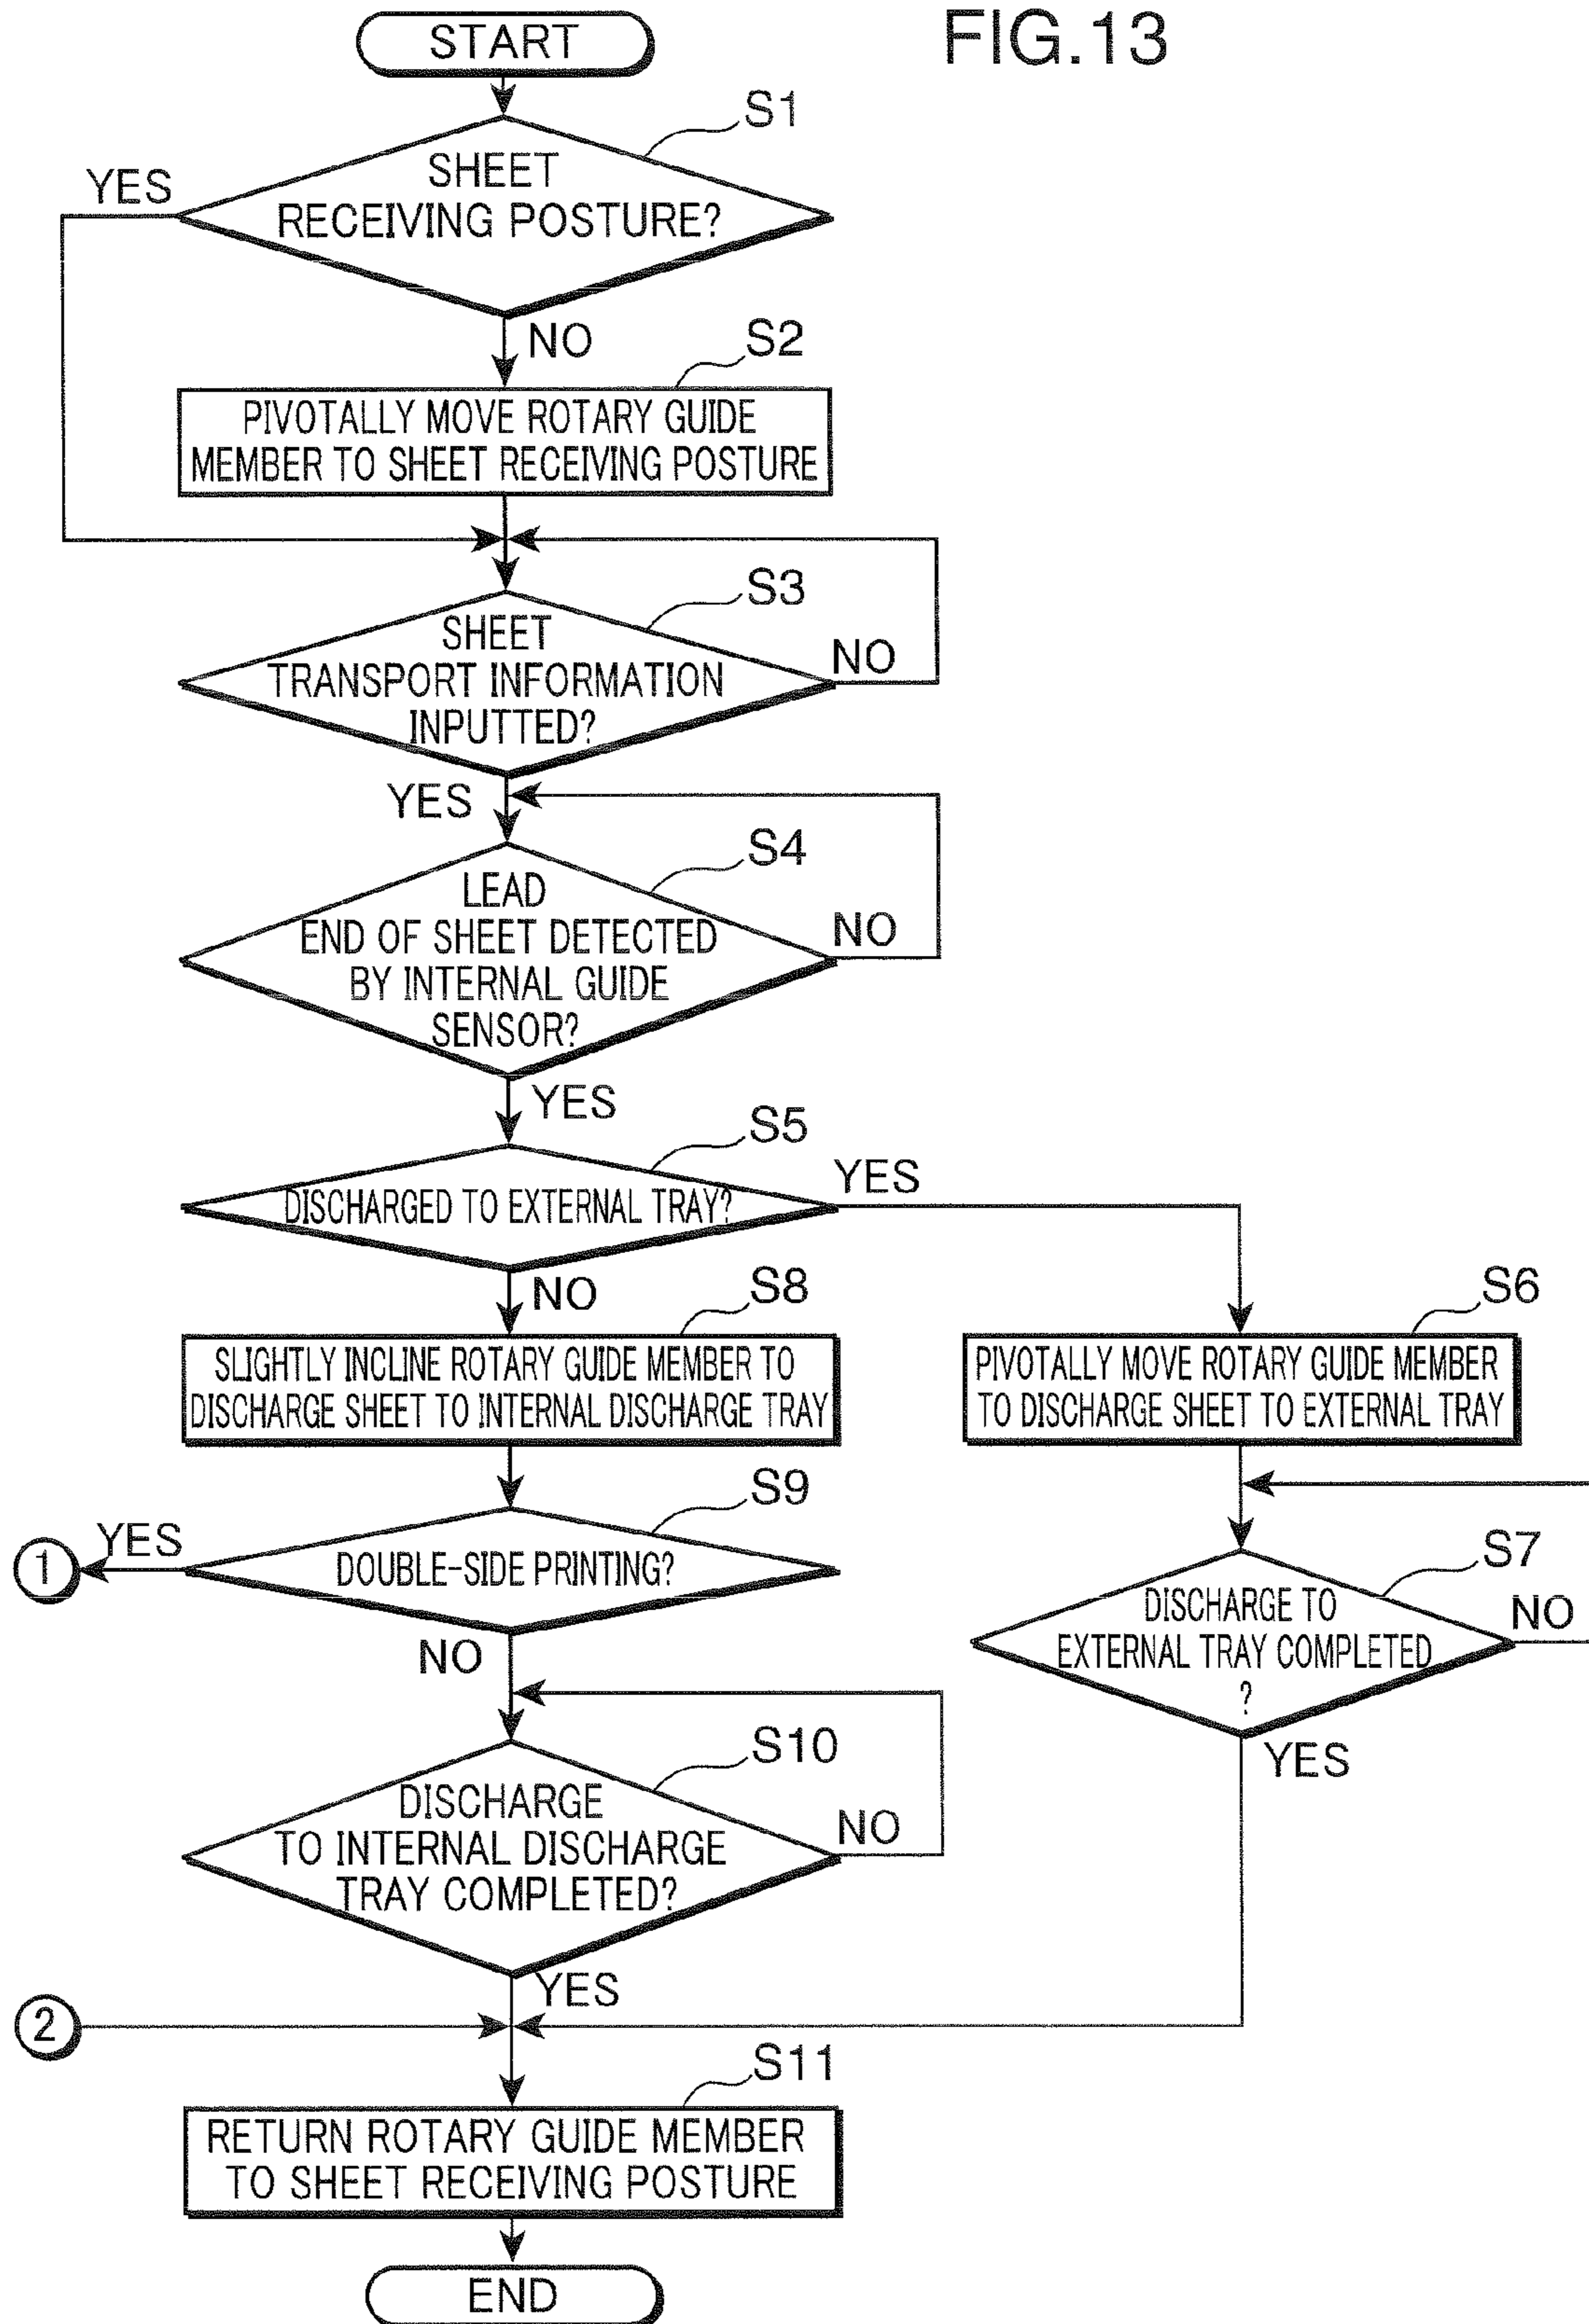 FIG.13
START
S1
SHEET
RECEIVING POSTURE?
YES
NO
S2
PIVOTALLY MOVE ROTARY GUIDE
MEMBER TO SHEET RECEIVING POSTURE
S3
SHEET
TRANSPORT INFORMATION
INPUTTED?
NO
YES
S4
LEAD
END OF SHEET DETECTED
BY INTERNAL GUIDE
SENSOR?
NO
YES
S5
DISCHARGED TO EXTERNAL TRAY?
YES
NO
S8
SLIGHTLY INCLINE ROTARY GUIDE MEMBER TO
DISCHARGE SHEET TO INTERNAL DISCHARGE TRAY
S6
PIVOTALLY MOVE ROTARY GUIDE MEMBER
TO DISCHARGE SHEET TO EXTERNAL TRAY
S9
DOUBLE-SIDE PRINTING?
YES
1
NO
S7
DISCHARGE TO
EXTERNAL TRAY COMPLETED
?
NO
YES
S10
DISCHARGE
TO INTERNAL DISCHARGE
TRAY COMPLETED?
NO
YES
2
S11
RETURN ROTARY GUIDE MEMBER
TO SHEET RECEIVING POSTURE
END